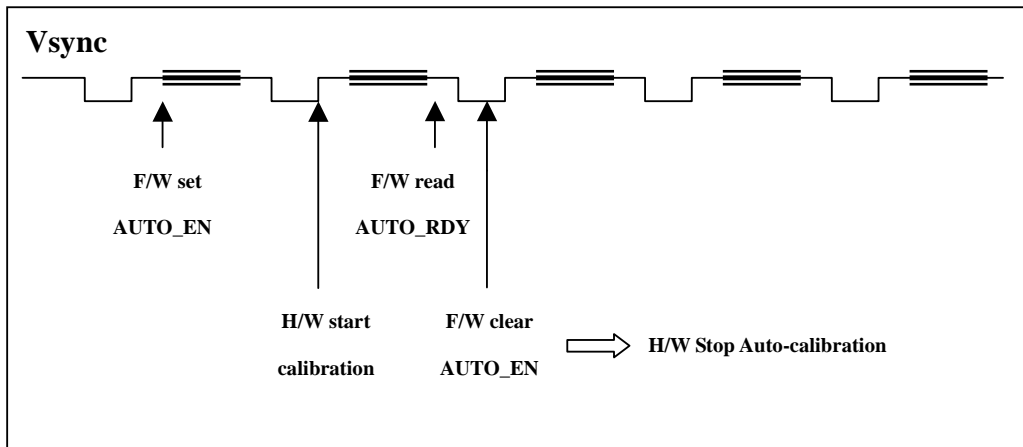 Vsync
F/W set
AUTO_EN
F/W read
AUTO_RDY
H/W start
calibration
F/W clear
AUTO_EN
H/W Stop Auto-calibration